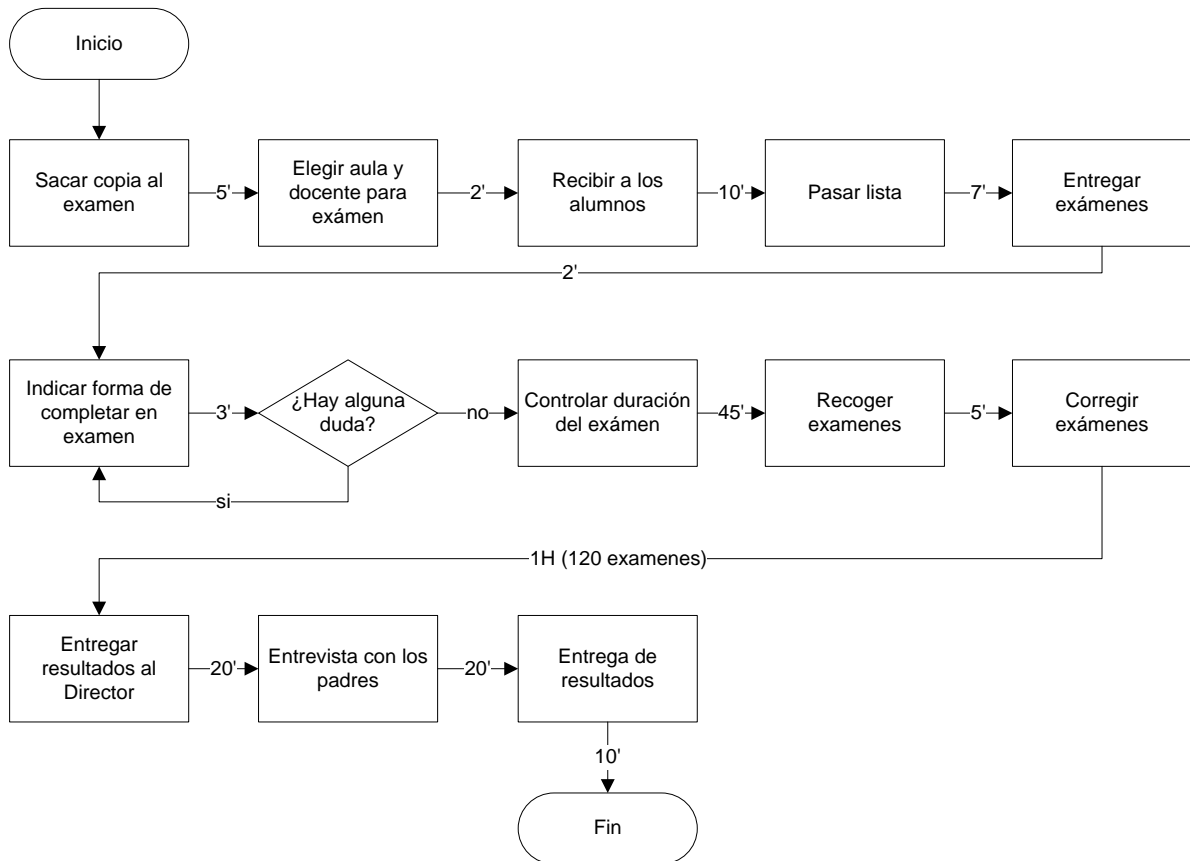 Inicio
Sacar copia al
examen
5'
Elegir aula y
docente para
exámen
2'
Recibir a los
alumnos
10'
Pasar lista
7'
Entregar
exámenes
2'
Indicar forma de
completar en
examen
3'
¿Hay alguna
duda?
si
no
Controlar duración
del exámen
45'
Recoger
examenes
5'
Corregir
exámenes
1H (120 examenes)
Entregar
resultados al
Director
20'
Entrevista con los
padres
20'
Entrega de
resultados
10'
Fin